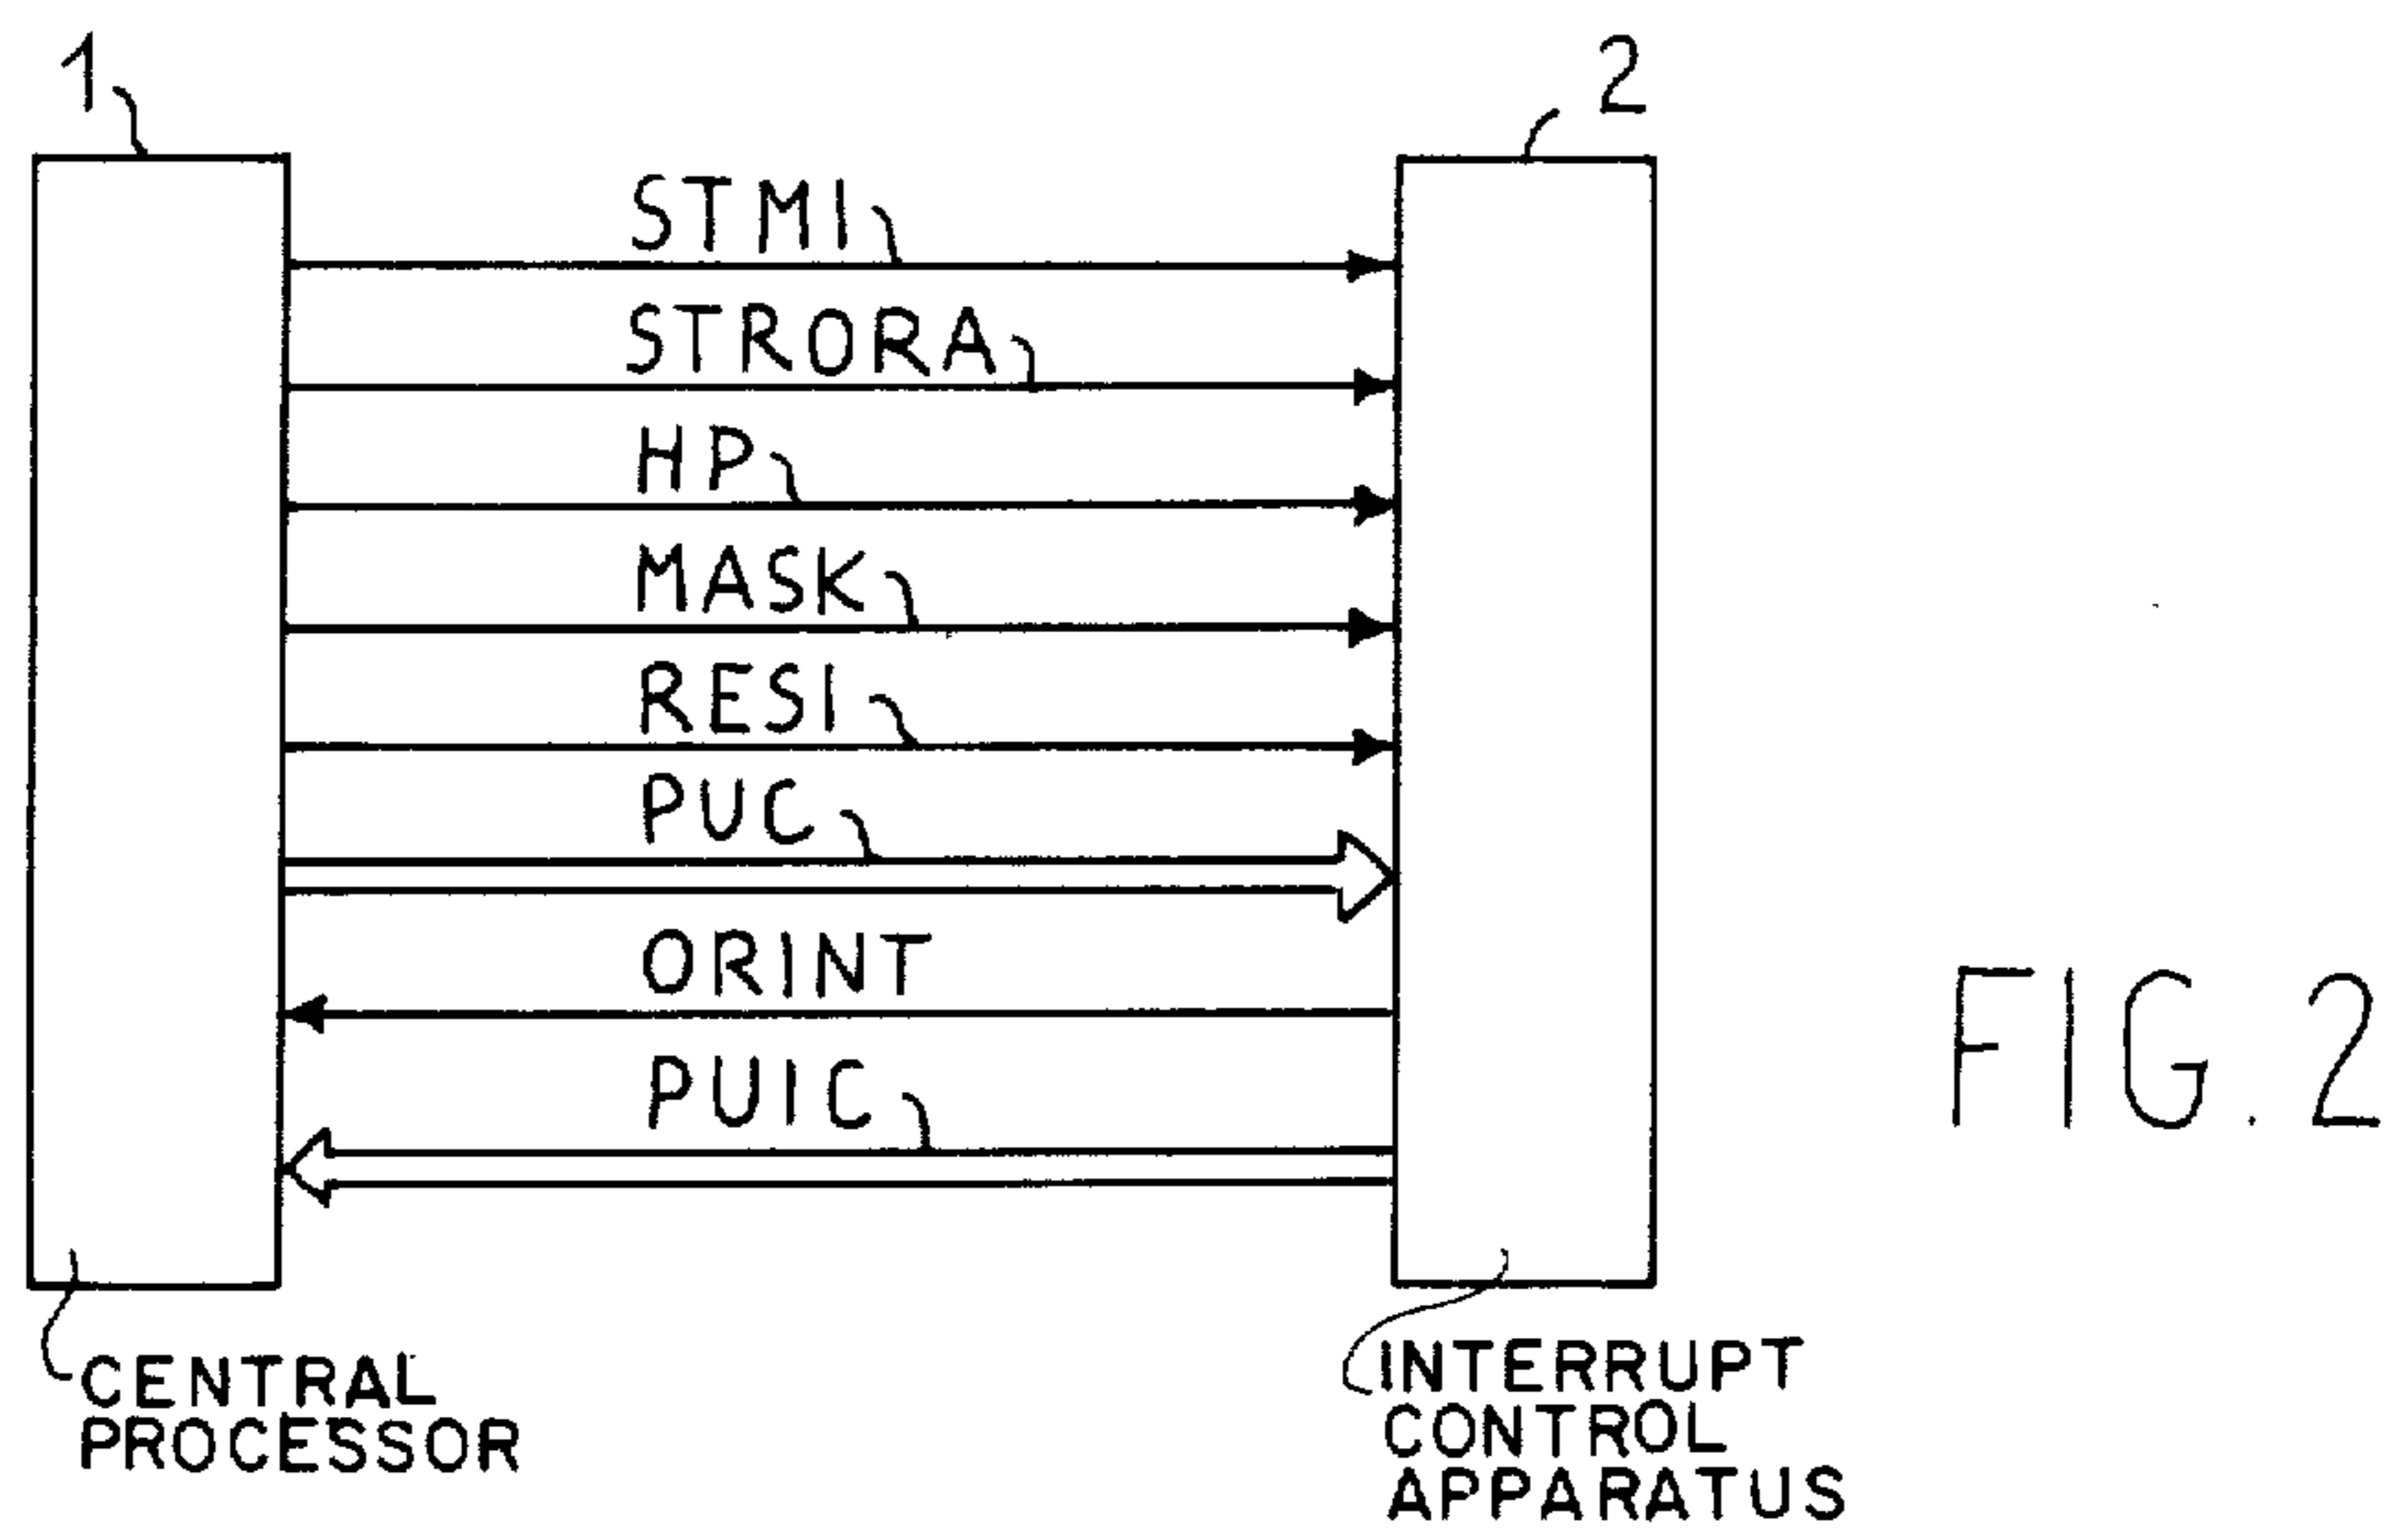 1
2
STMI
STRORA
HP
MASK
RESI
PUC
ORINT
PUIC
FIG. 2
CENTRAL
PROCESSOR
INTERRUPT
CONTROL
APPARATUS